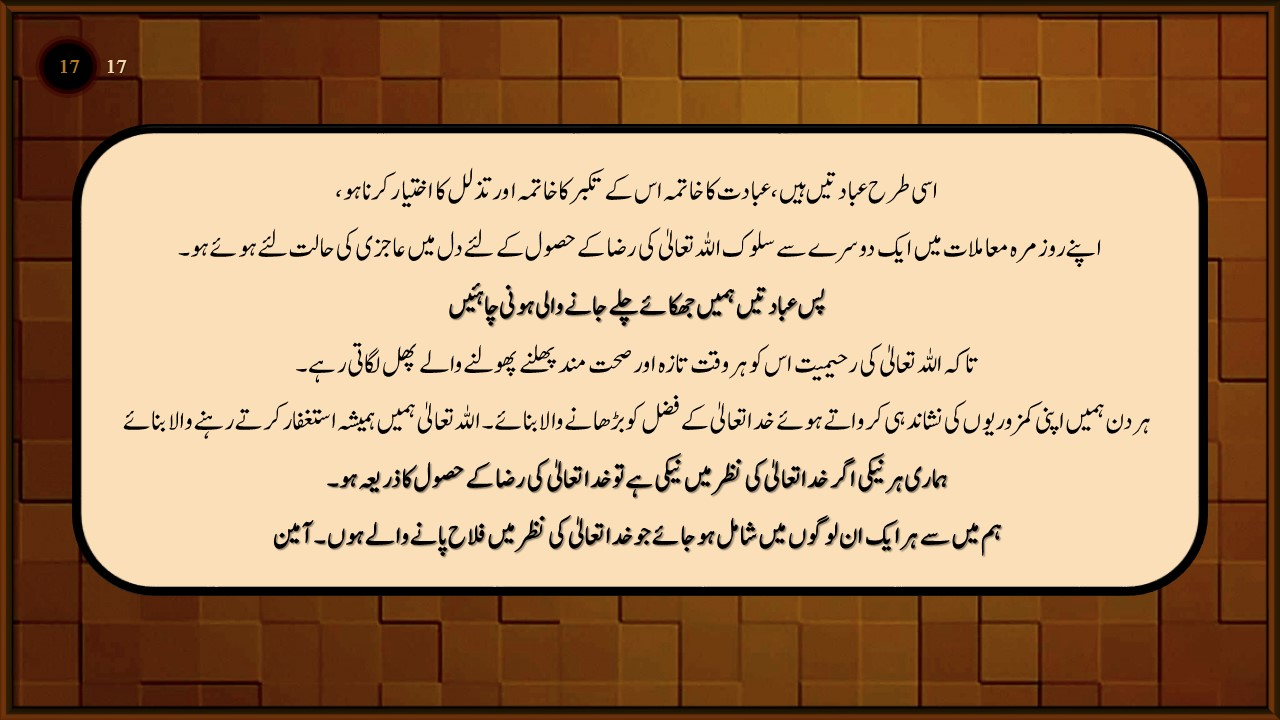 17 17
اسی طرح عبادتیں ہیں، عبادت کا خاتمہ اس کے تکبر کا خاتمہ اور تذلل کا اختیار کرنا ہو،
اپنے روز مرہ معاملات میں ایک دوسرے سے سلوک اللہ تعالیٰ کی رضا کے حصول کے لئے دل میں عاجزی کی حالت لئے ہوئے ہو۔
پس عبادتیں ہمیں جھکائے چلے جانے والی ہونی چاہئیں
تاکہ اللہ تعالیٰ کی رحیمیت اس کو ہر وقت تازہ اور صحت مند پھلنے پھولنے والے پھل لگاتی رہے۔
ہر دن ہمیں اپنی کمزوریوں کی نشاندہی کرواتے ہوئے خدا تعالیٰ کے فضل کو بڑھانے والا بنائے۔ اللہ تعالیٰ ہمیں ہمیشہ استغفار کرتے رہنے والا بنائے
ہماری ہر نیکی اگر خدا تعالیٰ کی نظر میں نیکی ہے تو خدا تعالیٰ کی رضا کے حصول کا ذریعہ ہو۔
ہم میں سے ہر ایک ان لوگوں میں شامل ہو جائے جو خدا تعالیٰ کی نظر میں فلاح پانے والے ہوں۔ آمین